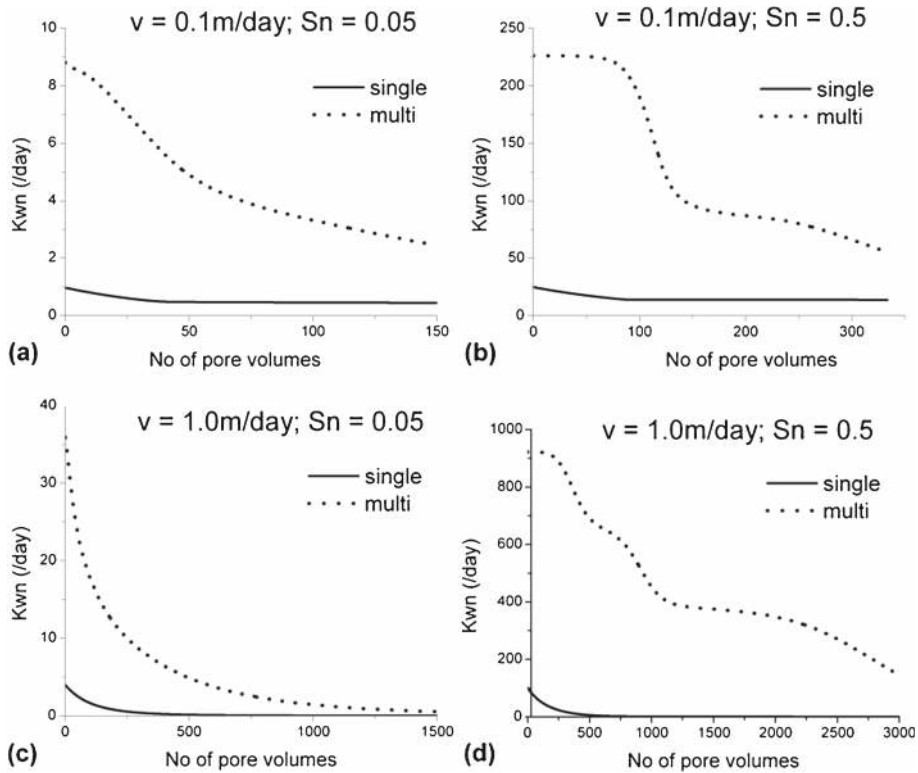 v = 0.1m/day; Sn = 0.05
10
8
6
4
2
0
Kwn (/day)
single
multi
0
50
100
150
No of pore volumes
(a)
v = 0.1m/day; Sn = 0.5
250
200
150
100
50
0
Kwn (/day)
single
multi
0
100
200
300
No of pore volumes
(b)
v = 1.0m/day; Sn = 0.05
40
30
20
10
0
Kwn (/day)
single
multi
0
500
1000
1500
No of pore volumes
(c)
v = 1.0m/day; Sn = 0.5
1000
800
600
400
200
0
Kwn (/day)
single
multi
0
500
1000
1500
2000
2500
3000
No of pore volumes
(d)